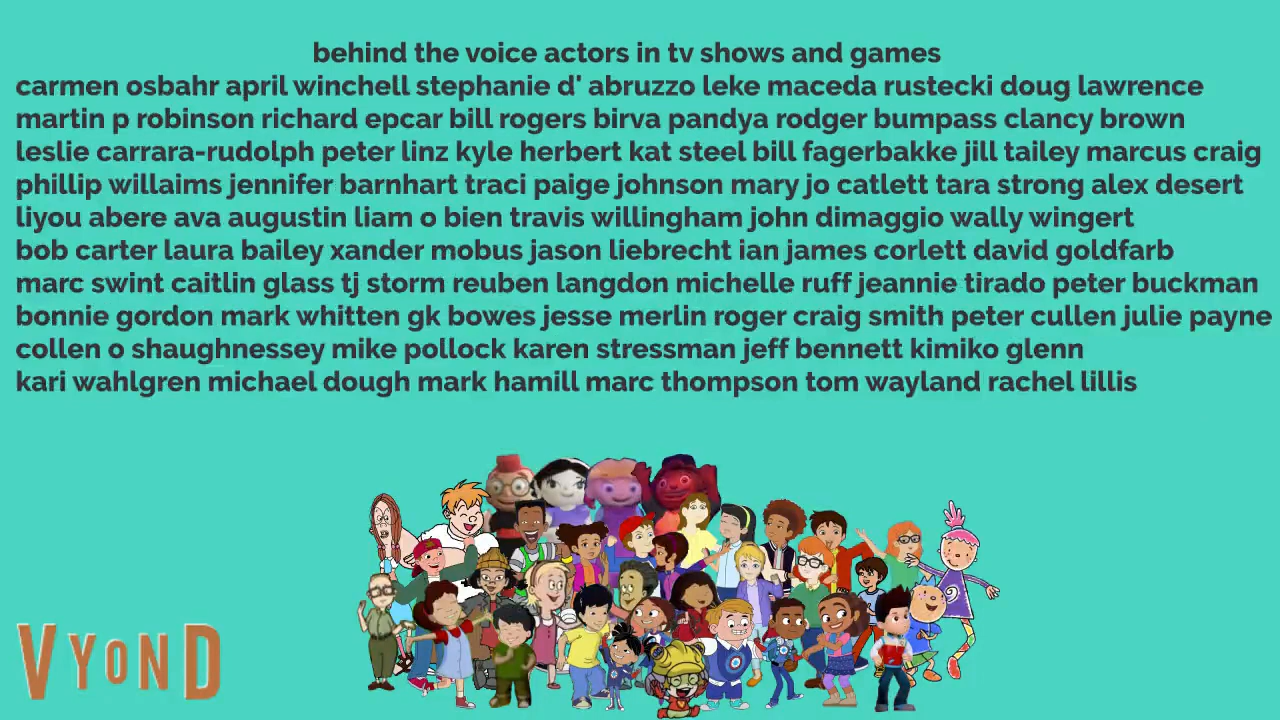 behind the voice actors in tv shows and games
carmen osbahr april winchell stephanie d' abruzzo leke maceda rustecki doug lawrence
martin p robinson richard epcar bill rogers birva pandya rodger bumpass clancy brown
leslie carrara-rudolph peter linz kyle herbert kat steel bill fagerbakke jill tailey marcus craig
phillip willaims jennifer barnhart traci paige johnson mary jo catlett tara strong alex desert
liyou abere ava augustin liam o bien travis willingham john dimaggio wally wingert
bob carter laura bailey xander mobus jason liebrecht ian james corlett david goldfarb
marc swint caitlin glass tj storm reuben langdon michelle ruff jeannie tirado peter buckman
bonnie gordon mark whitten gk bowes jesse merlin roger craig smith peter cullen julie payne
collen o shaughnessey mike pollock karen stressman jeff bennett kimiko glenn
kari wahlgren michael dough mark hamill marc thompson tom wayland rachel lillis
VYOND